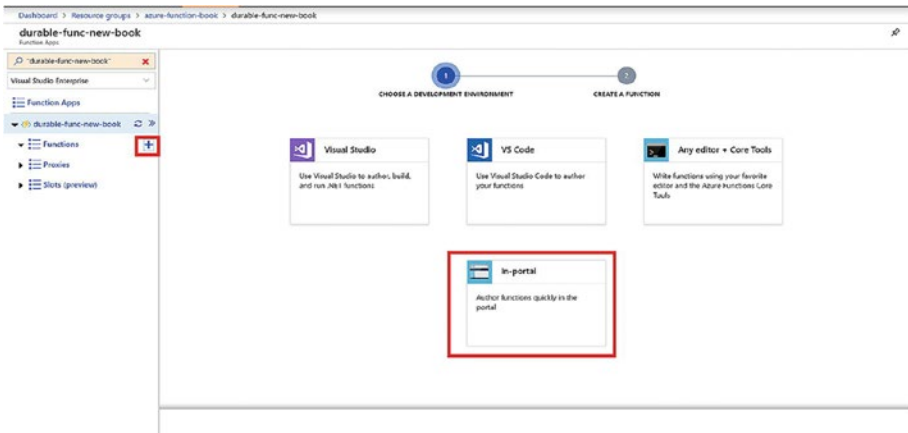 Dashboard > Resource groups > azure-function-book > durable-func-new-book
durable-func-new-book
Function Apps
"durable-func-new-book"
Visual Studio Enterprise
Function Apps
durable-func-new-book
Functions
Proxies
Slots (preview)
1
2
CHOOSE A DEVELOPMENT ENVIRONMENT
CREATE A FUNCTION
Visual Studio
Use Visual Studio to author, build,
and run .NET functions
VS Code
Use Visual Studio Code to author
your functions
Any editor + Core Tools
Write functions using your favorite
editor and the Azure Functions Core
Tools
In-portal
Author functions quickly in the
portal